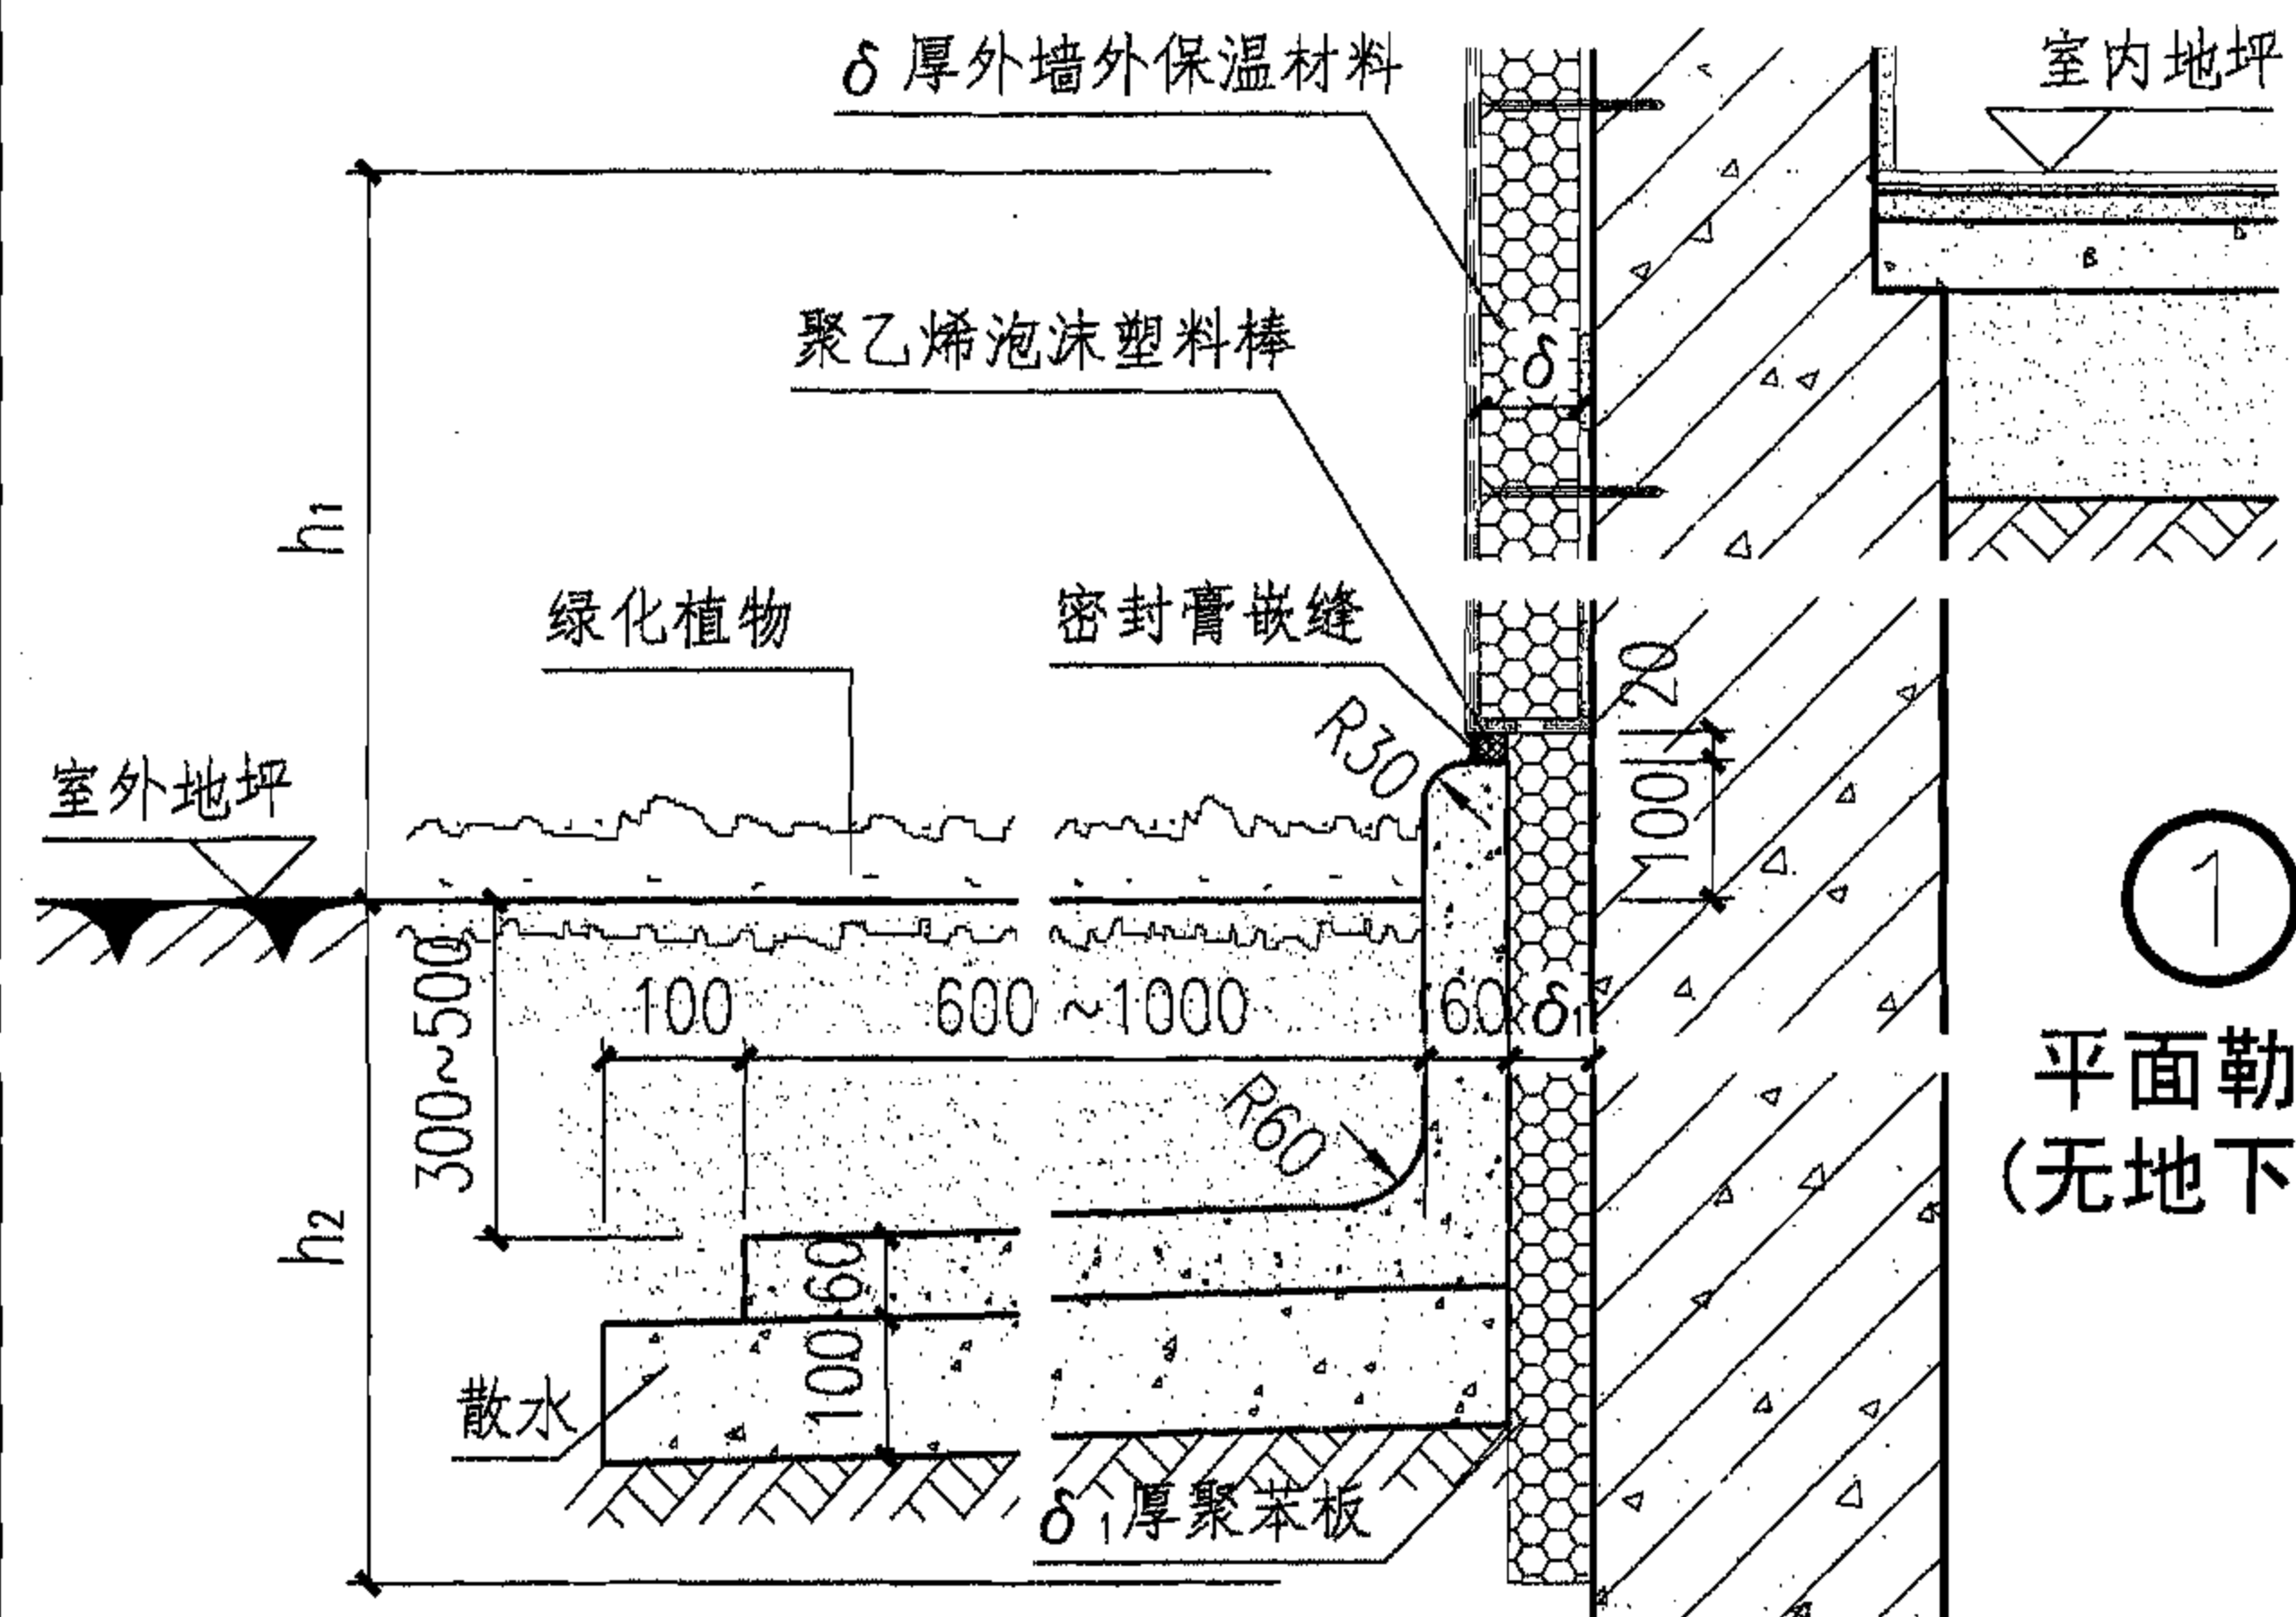 δ厚外墙外保温材料
室内地坪
聚乙烯泡沫塑料棒
δ
h1
绿化植物
密封膏嵌缝
20
R30
100
室外地坪
1
300~500
100
600~1000
60
δ1
平面勒
(无地下
R60
h2
60
100
散水
δ1厚聚苯板